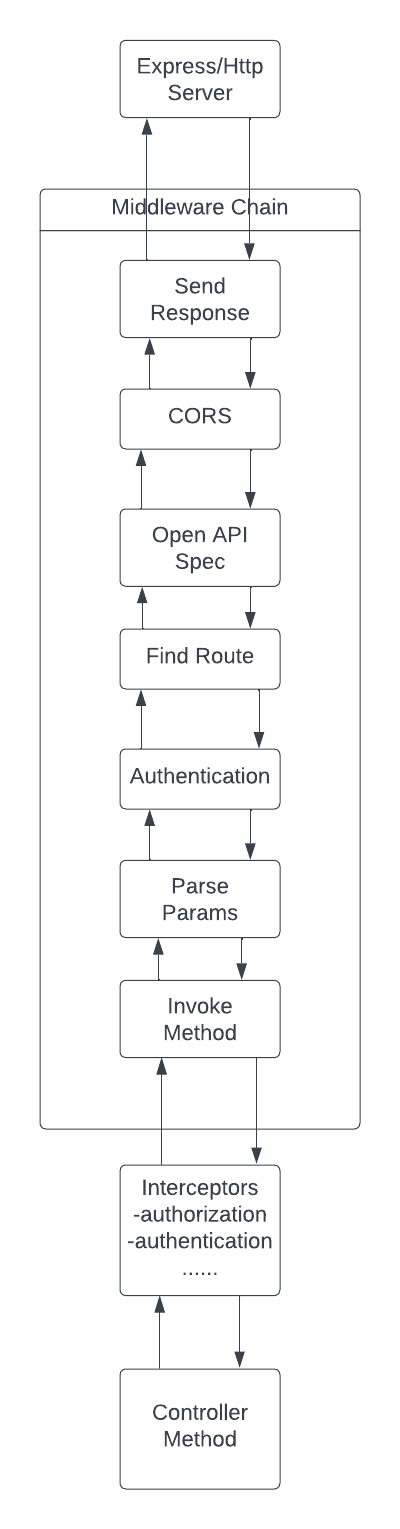 Express/Http
Server
Middleware Chain
Send
Response
CORS
Open API
Spec
Find Route
Authentication
Parse
Params
Invoke
Method
Interceptors
-authorization
-authentication
......
Controller
Method